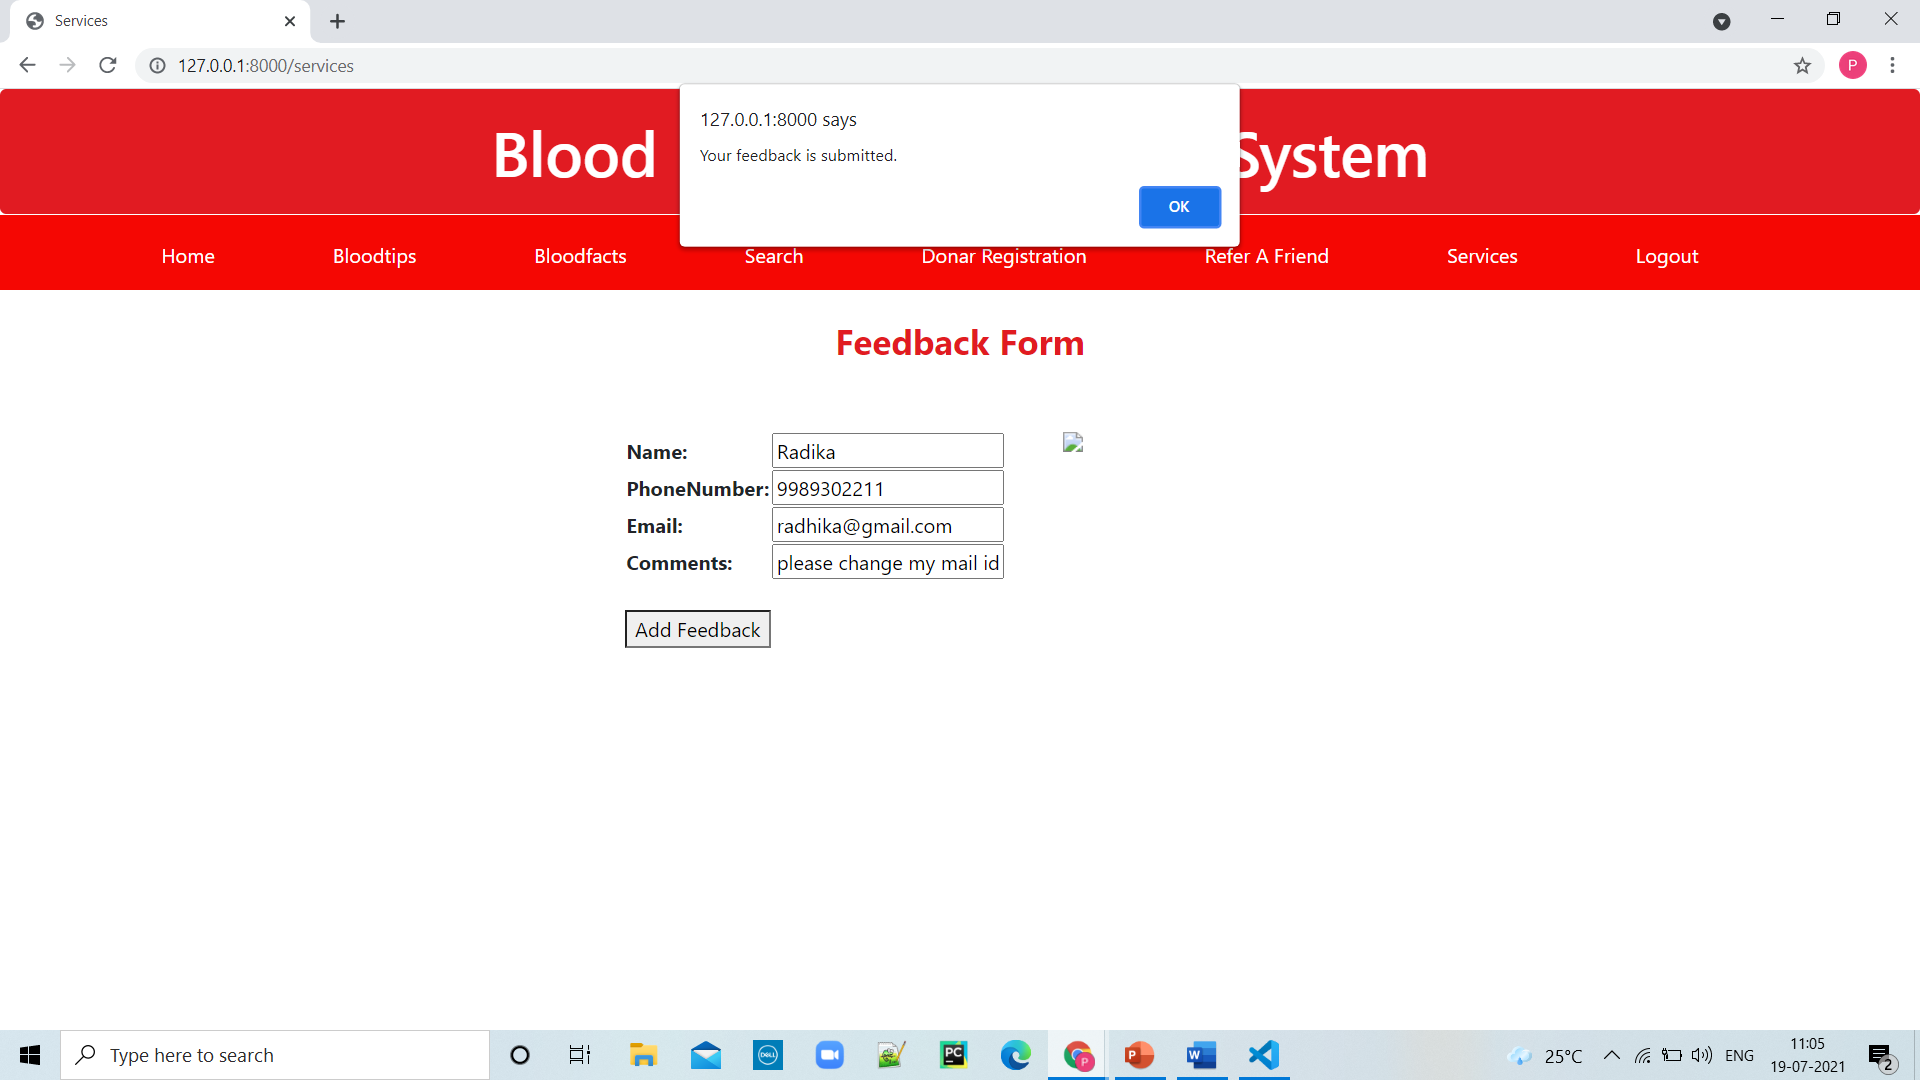 Services
127.0.0.1:8000/services
P
127.0.0.1:8000 says
Your feedback is submitted.
OK
Blood System
Home Bloodtips Bloodfacts Search Donar Registration Refer A Friend Services Logout
Feedback Form
Name: Radika
PhoneNumber: 9989302211
Email: radhika@gmail.com
Comments: please change my mail id
Add Feedback
Type here to search
DELL
PC
P
P
W
25°C
ENG
11:05
19-07-2021
2